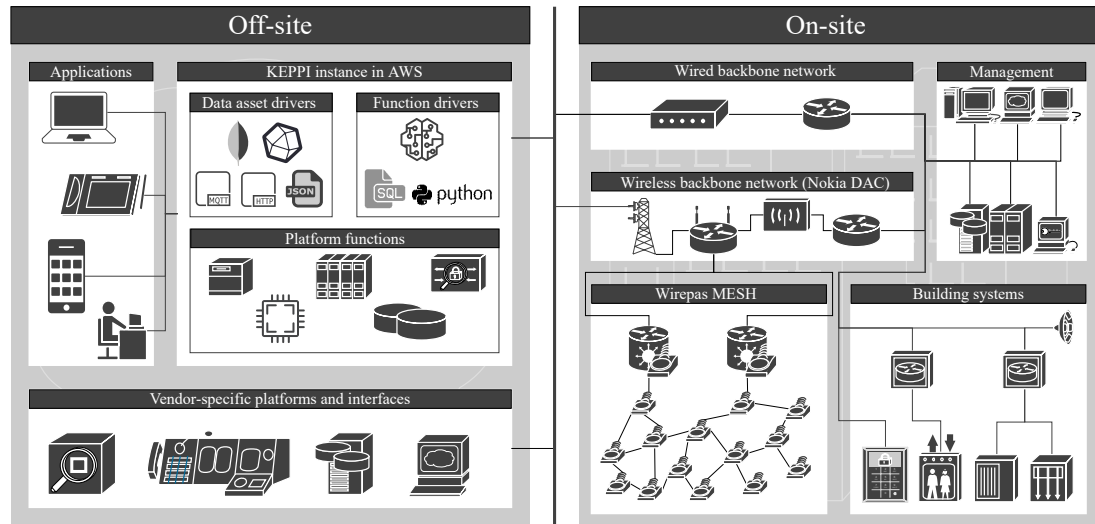 Off-site
On-site
Applications
KEPPI instance in AWS
Data asset drivers
Function drivers
MQTT
HTTP
JSON
SQL
python
Platform functions
Vendor-specific platforms and interfaces
Wired backbone network
Management
Wireless backbone network (Nokia DAC)
Wirepas MESH
Building systems